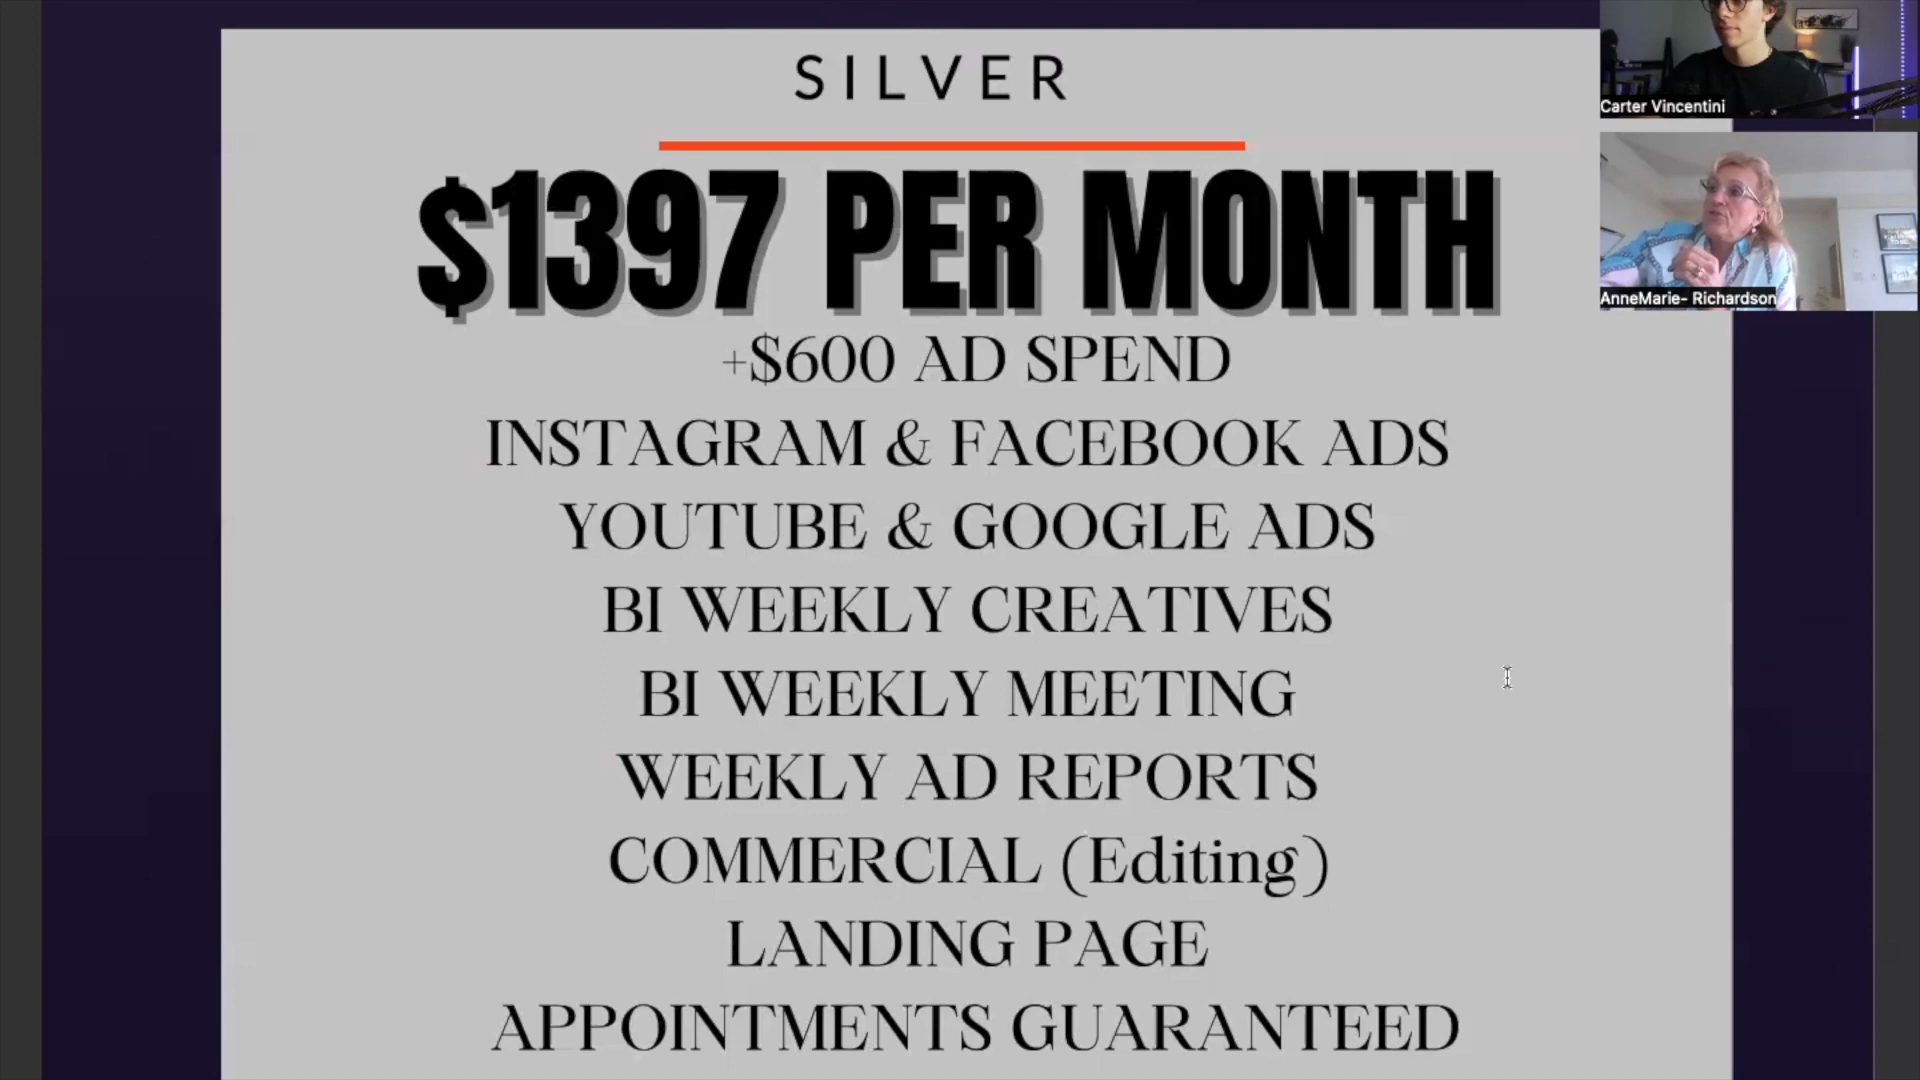 SILVER
$1397 PER MONTH
+$600 AD SPEND
INSTAGRAM & FACEBOOK ADS
YOUTUBE & GOOGLE ADS
BI WEEKLY CREATIVES
BI WEEKLY MEETING
WEEKLY AD REPORTS
COMMERCIAL (Editing)
LANDING PAGE
APPOINTMENTS GUARANTEED
Carter Vincentini
AnneMarie- Richardson